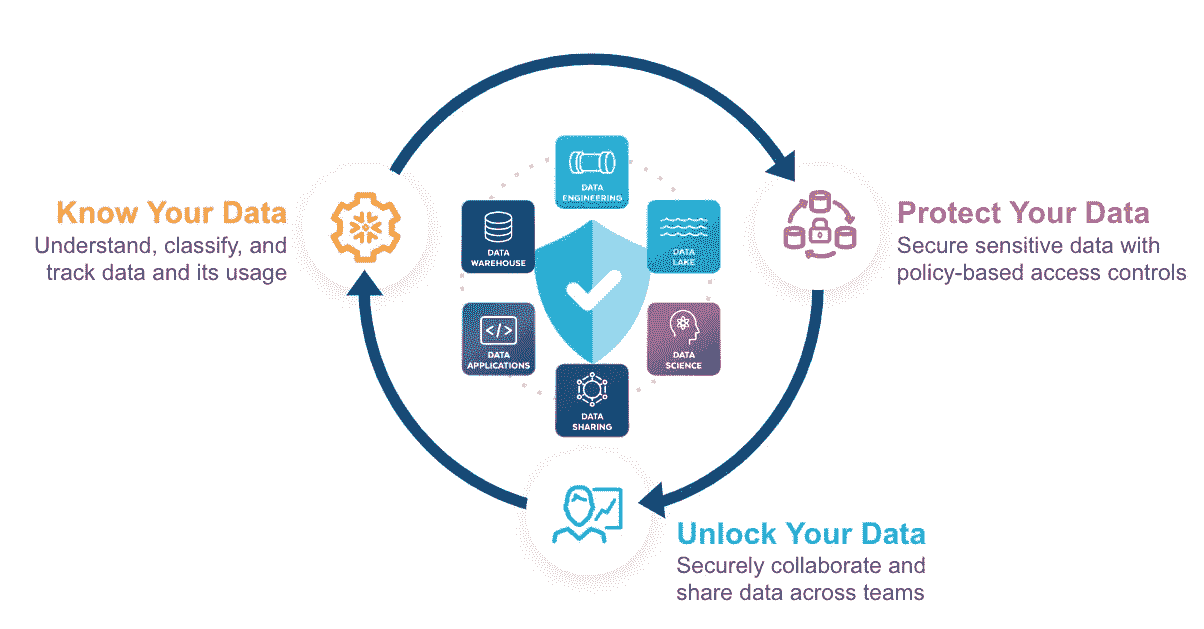 DATA
ENGINEERING
Know Your Data
Understand, classify, and
track data and its usage
DATA
WAREHOUSE
DATA
LAKE
Protect Your Data
Secure sensitive data with
policy-based access controls
DATA
APPLICATIONS
DATA
SCIENCE
DATA
SHARING
Unlock Your Data
Securely collaborate and
share data across teams